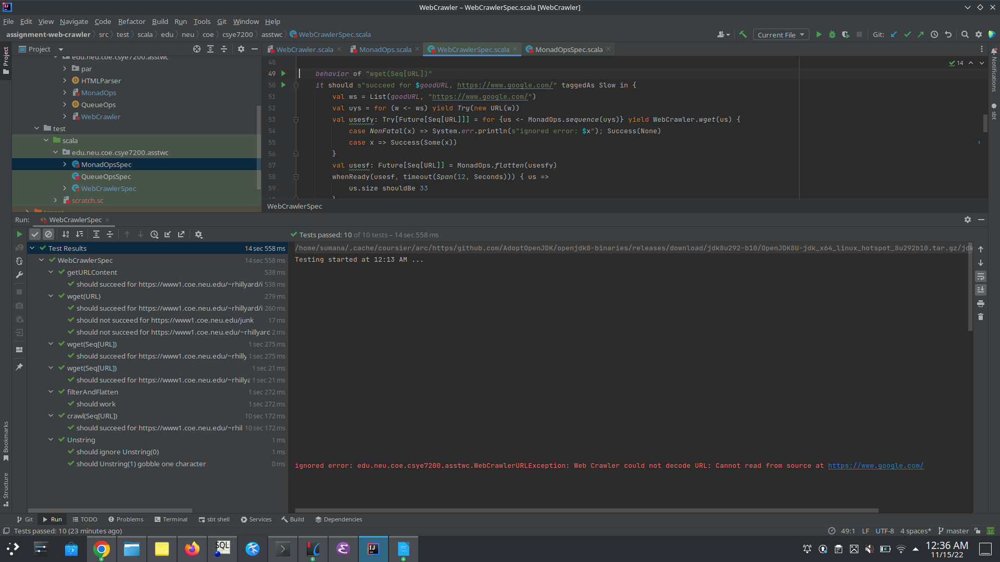 WebCrawler – WebCrawlerSpec.scala [WebCrawler]
File Edit View Navigate Code Refactor Build Run Tools Git Window Help
assignment-web-crawler src test scala edu neu coe csye7200 asstwc WebCrawlerSpec.scala
Current File
Git:
Project
Project
WebCrawler.scala
MonadOps.scala
WebCrawlerSpec.scala
MonadOpsSpec.scala
Notifications
sbt
edu.neu.coe.csye7200.asstwc
par
HTMLParser
MonadOps
QueueOps
WebCrawler
test
scala
edu.neu.coe.csye7200.asstwc
MonadOpsSpec
QueueOpsSpec
WebCrawlerSpec
scratch.sc
target
14
48
49 behavior of "wget(Seq[URL])"
50 it should s"succeed for $goodURL, https://www.google.com/" taggedAs Slow in {
51 val ws = List(goodURL, "https://www.google.com/")
52 val uys = for (w <- ws) yield Try(new URL(w))
53 val usesfy: Try[Future[Seq[URL]]] = for {us <- MonadOps.sequence(uys)} yield WebCrawler.wget(us) {
54 case NonFatal(x) => System.err.println(s"ignored error: $x"); Success(None)
55 case x => Success(Some(x))
56 }
57 val usesf: Future[Seq[URL]] = MonadOps.flatten(usesfy)
58 whenReady(usesf, timeout(Span(12, Seconds))) { us =>
59 us.size shouldBe 33
}
WebCrawlerSpec
Run: WebCrawlerSpec
Tests passed: 10 of 10 tests – 14 sec 558 ms
Test Results 14 sec 558 ms
WebCrawlerSpec 14 sec 558 ms
getURLContent 538 ms
should succeed for https://www1.coe.neu.edu/~rhillyard/i 538 ms
wget(URL) 279 ms
should succeed for https://www1.coe.neu.edu/~rhillyard/i 260 ms
should not succeed for https://www1.coe.neu.edu/junk 17 ms
should not succeed for https://www1.coe.neu.edu/~rhillyard 2 ms
wget(Seq[URL]) 1 sec 275 ms
should succeed for https://www1.coe.neu.edu/~rhilly 1 sec 275 ms
wget(Seq[URL]) 1 sec 21 ms
should succeed for https://www1.coe.neu.edu/~rhillya 1 sec 21 ms
filterAndFlatten 1 sec 272 ms
should work 1 sec 272 ms
crawl(Seq[URL]) 10 sec 172 ms
should succeed for https://www1.coe.neu.edu/~rhil 10 sec 172 ms
Unstring 1 ms
should ignore Unstring(0) 1 ms
should Unstring(1) gobble one character 0 ms
/home/sumana/.cache/coursier/arc/https/github.com/AdoptOpenJDK/openjdk8-binaries/releases/download/jdk8u292-b10/OpenJDK8U-jdk_x64_linux_hotspot_8u292b10.tar.gz/jdk
Testing started at 12:13 AM ...
ignored error: edu.neu.coe.csye7200.asstwc.WebCrawlerURLException: Web Crawler could not decode URL: Cannot read from source at https://www.google.com/
Bookmarks
Structure
Git Run TODO Problems Terminal sbt shell Services Build Dependencies
Tests passed: 10 (23 minutes ago)
49:1 LF UTF-8 4 spaces* master
SQL
IJ
12:36 AM
11/15/22